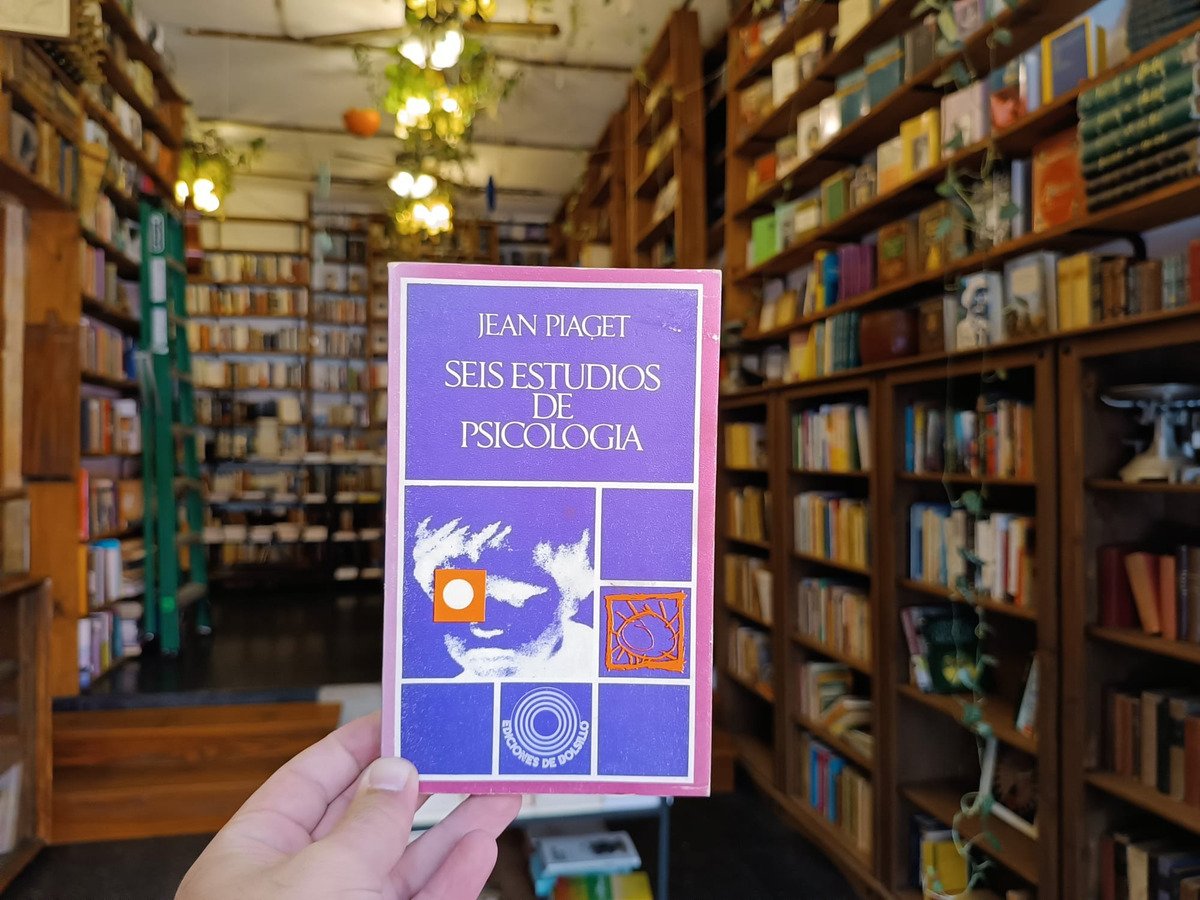 JEAN PIAGET
SEIS ESTUDIOS
DE
PSICOLOGIA
EDICIONES DE BOLSILLO